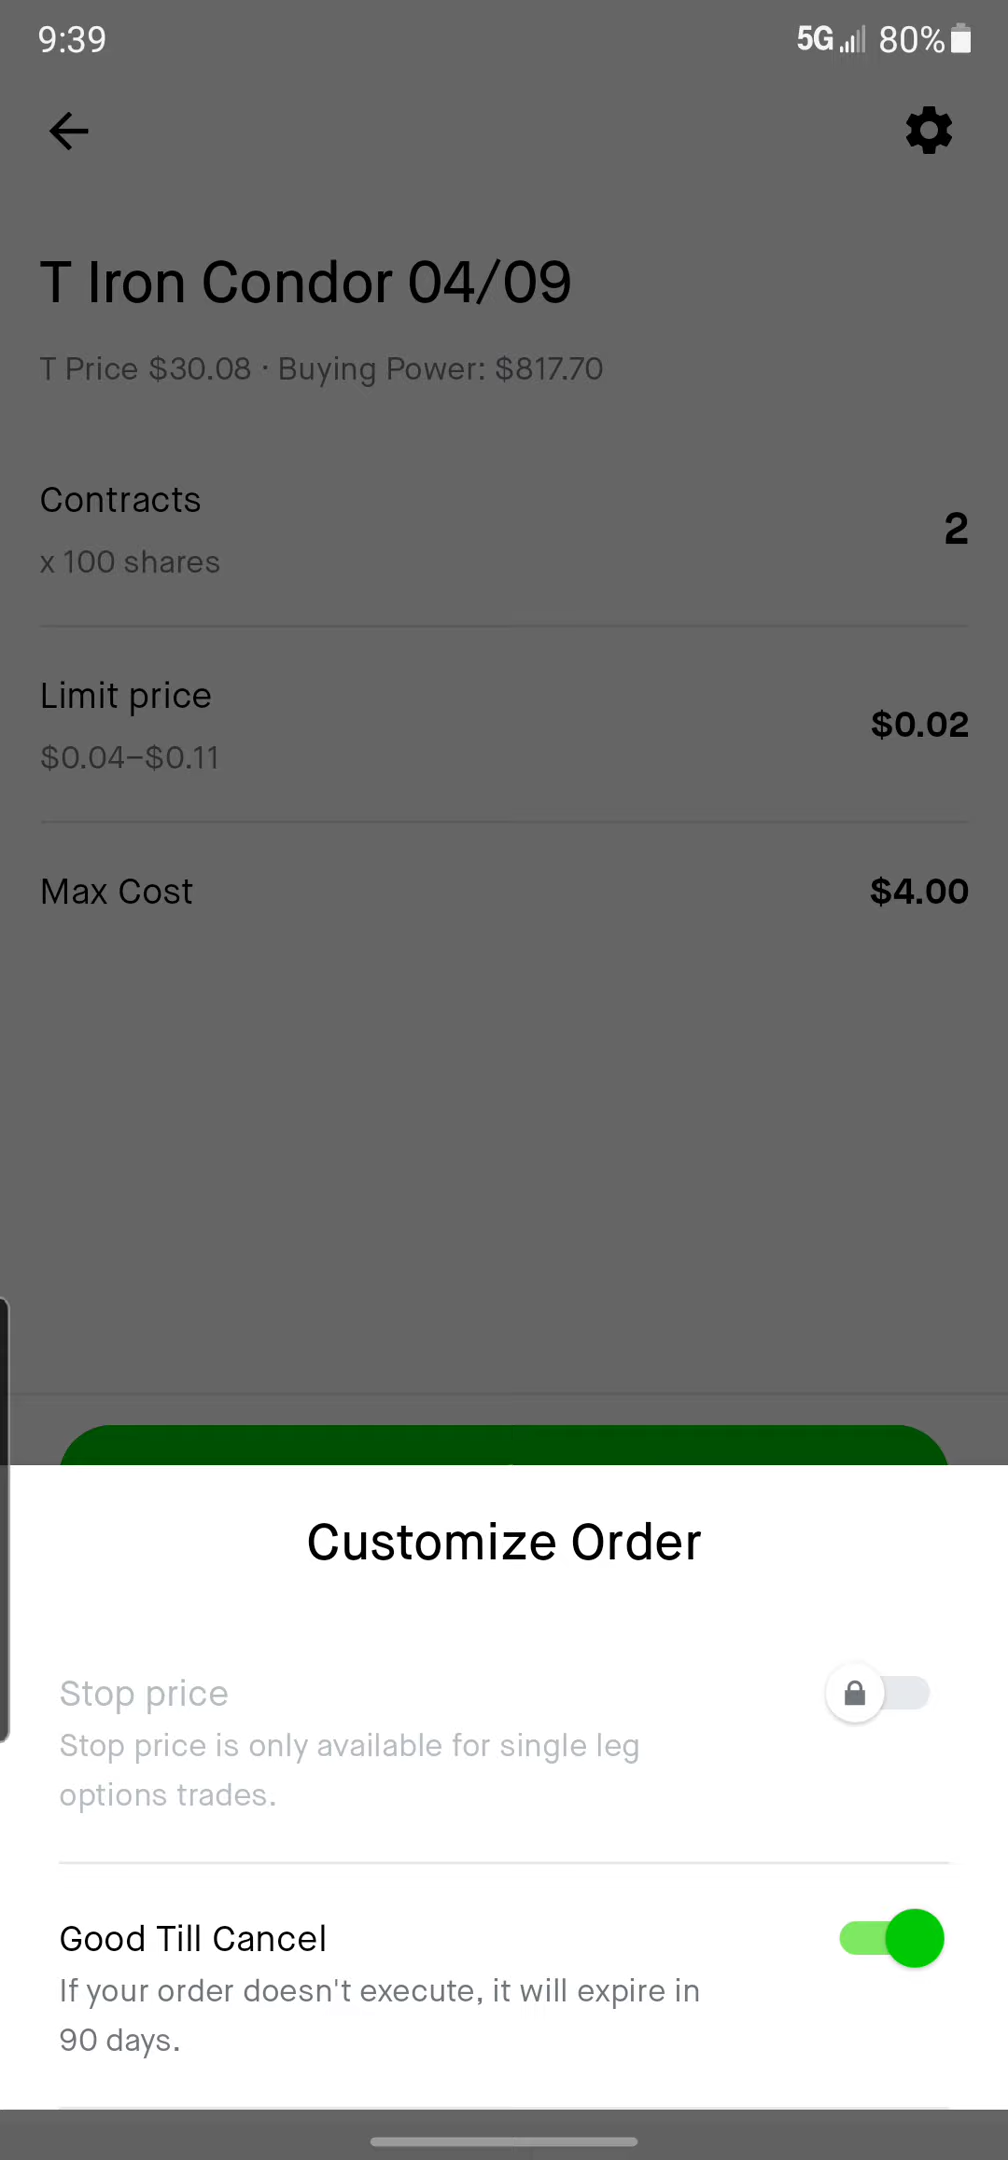 9:39
5G 80%
T Iron Condor 04/09
T Price $30.08 · Buying Power: $817.70
Contracts
2
x 100 shares
Limit price
$0.02
$0.04–$0.11
Max Cost
$4.00
Customize Order
Stop price
Stop price is only available for single leg
options trades.
Good Till Cancel
If your order doesn't execute, it will expire in
90 days.